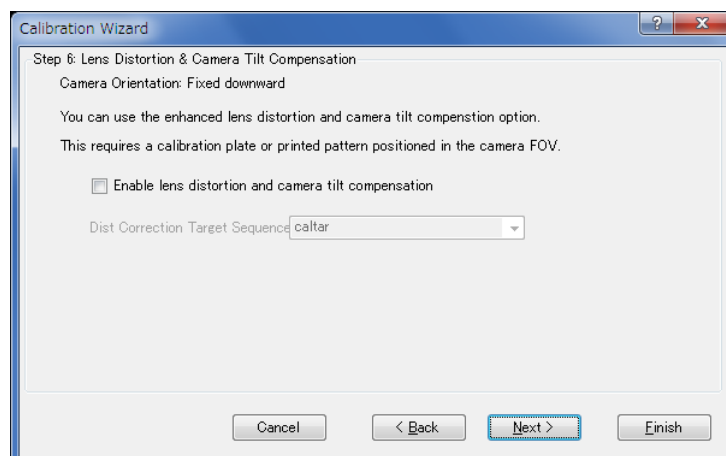 Calibration Wizard
?
X
Step 6: Lens Distortion & Camera Tilt Compensation
Camera Orientation: Fixed downward
You can use the enhanced lens distortion and camera tilt compenstion option.
This requires a calibration plate or printed pattern positioned in the camera FOV.
Enable lens distortion and camera tilt compensation
Dist Correction Target Sequence caltar
Cancel < Back Next > Finish